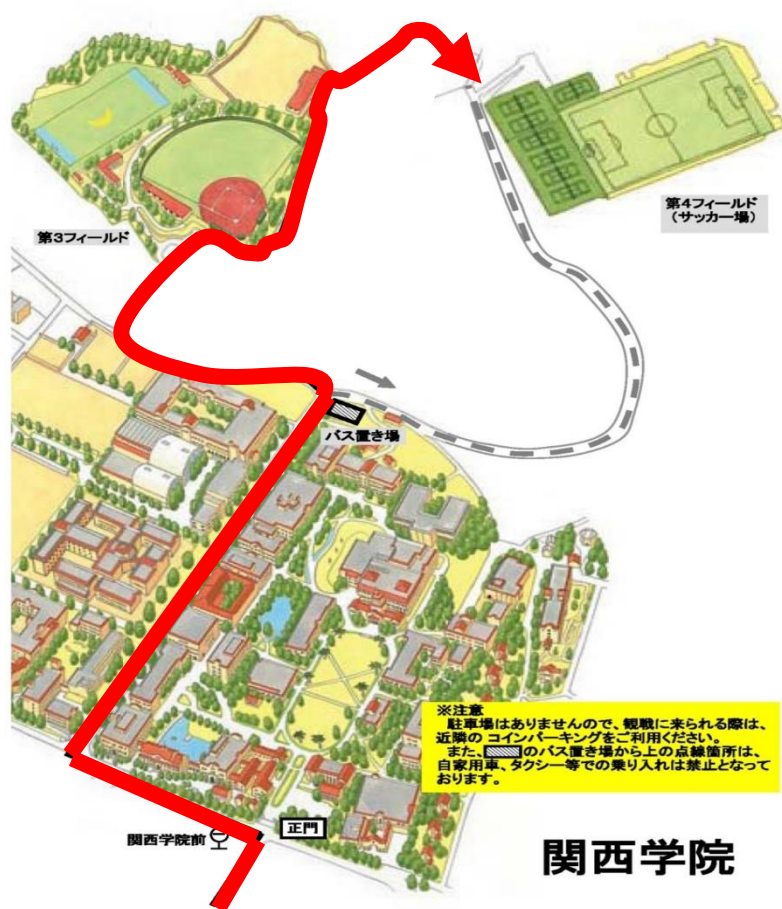 第3フィールド
第4フィールド
(サッカー場)
バス置き場
※注意
駐車場はありませんので、観戦に来られる際は、
近隣の コインパーキングをご利用ください。
また、のバス置き場から上の点線箇所は、
自家用車、タクシー等での乗り入れは禁止となって
おります。
正門
関西学院前
関西学院